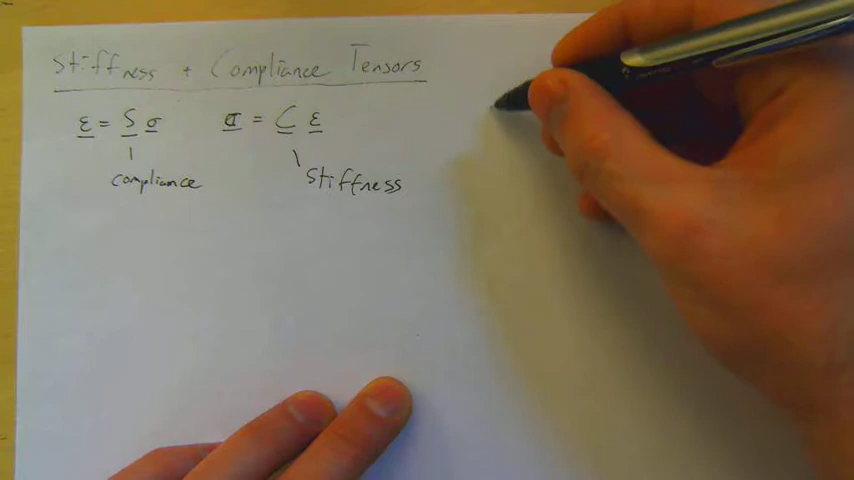 Stiffness + Compliance Tensors
ε = S σ   σ = C ε
compliance   Stiffness